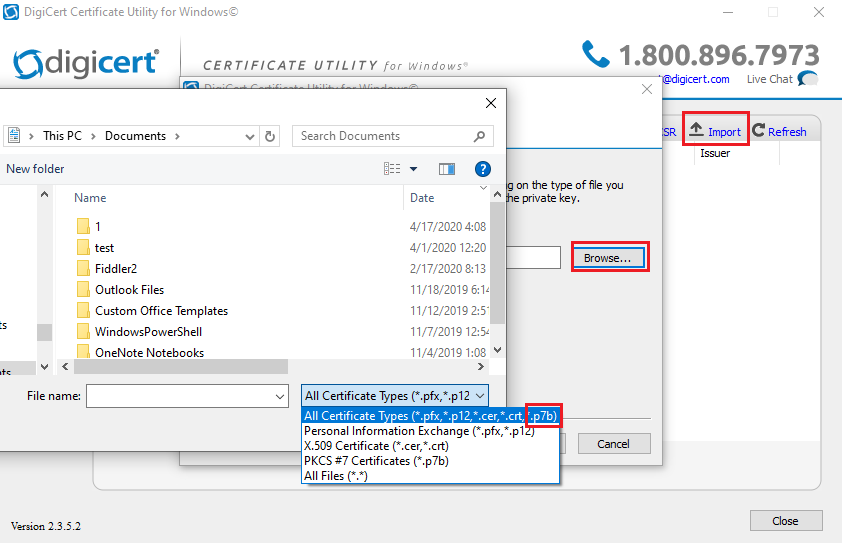 DigiCert Certificate Utility for Windows©
digicert®
CERTIFICATE UTILITY for Windows®
1.800.896.7973
@digicert.com Live Chat
DigiCert Certificate Utility for Windows©
Import
Refresh
Issuer
This PC > Documents >
Search Documents
New folder
Name Date
1 4/17/2020 4:08
test 4/1/2020 12:20
Fiddler2 2/17/2020 8:13
Outlook Files 11/18/2019 6:14
Custom Office Templates 11/12/2019 2:51
WindowsPowerShell 11/7/2019 12:54
OneNote Notebooks 11/4/2019 1:08
on the type of file you
the private key.
Browse...
File name:
All Certificate Types (*.pfx,*.p12
All Certificate Types (*.pfx,*.p12,*.cer,*.crt,*.p7b)
Personal Information Exchange (*.pfx,*.p12)
X.509 Certificate (*.cer,*.crt)
PKCS #7 Certificates (*.p7b)
All Files (*.*)
Cancel
Version 2.3.5.2
Close